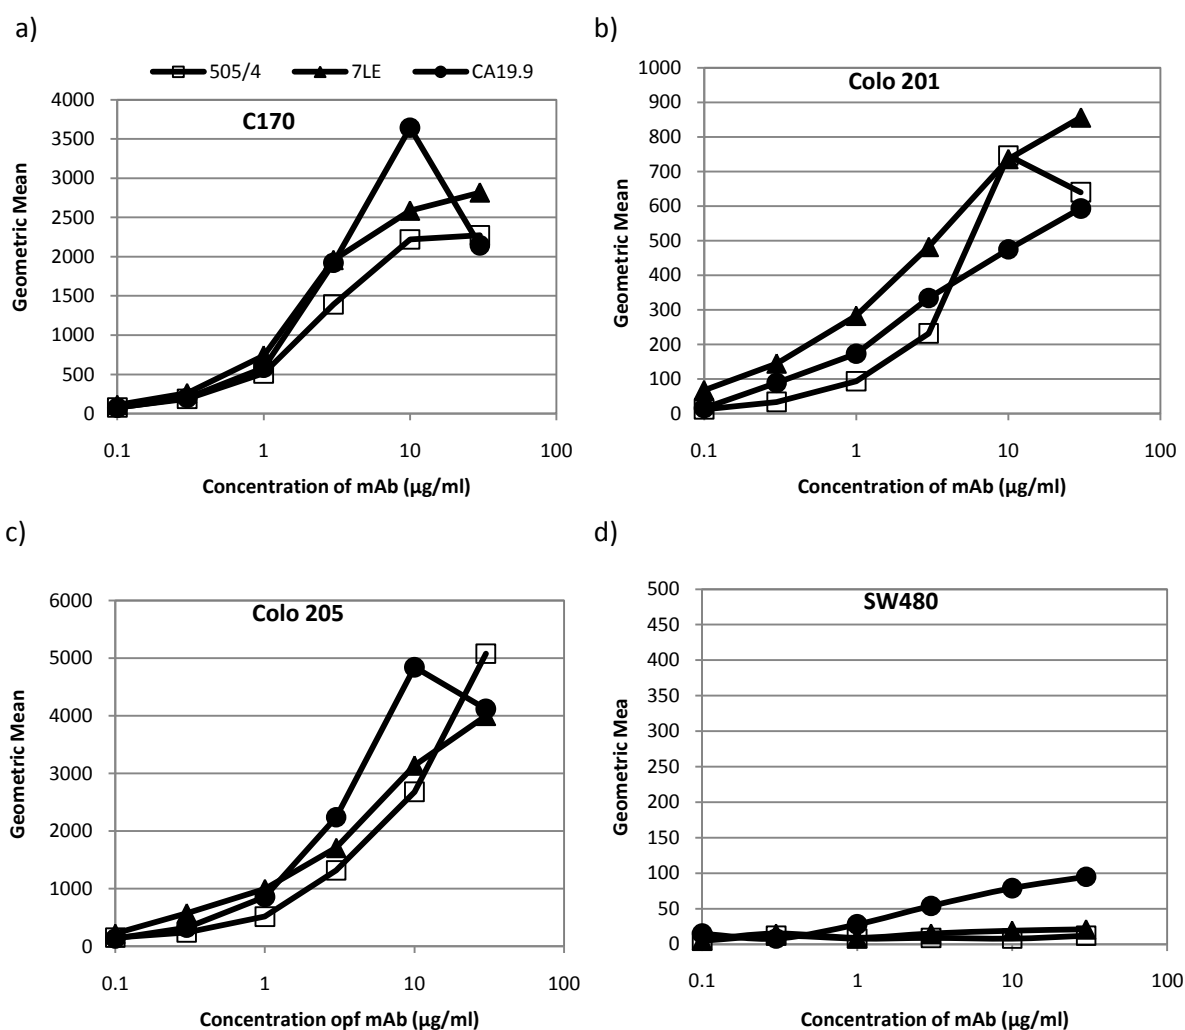 a)
505/4 7LE CA19.9
C170
Geometric Mean
4000
3500
3000
2500
2000
1500
1000
500
0
0.1 1 10 100
Concentration of mAb (µg/ml)
b)
Colo 201
Geometric Mean
1000
900
800
700
600
500
400
300
200
100
0
0.1 1 10 100
Concentration of mAb (µg/ml)
c)
Colo 205
Geometric Mean
6000
5000
4000
3000
2000
1000
0
0.1 1 10 100
Concentration opf mAb (µg/ml)
d)
SW480
Geometric Mea
500
450
400
350
300
250
200
150
100
50
0
0.1 1 10 100
Concentration of mAb (µg/ml)